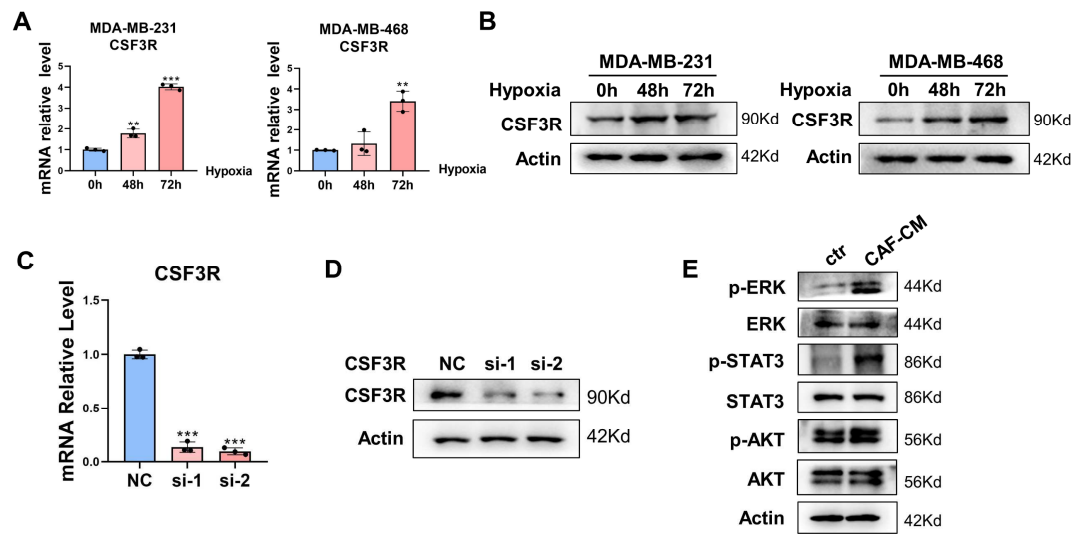 A
MDA-MB-231
CSF3R
mRNA relative level
5
4
3
2
1
0
**
***
0h 48h 72h
Hypoxia
MDA-MB-468
CSF3R
mRNA relative level
5
4
3
2
1
0
**
0h 48h 72h
Hypoxia
B
MDA-MB-231
Hypoxia 0h 48h 72h
CSF3R 90Kd
Actin 42Kd
MDA-MB-468
Hypoxia 0h 48h 72h
CSF3R 90Kd
Actin 42Kd
C
CSF3R
mRNA Relative Level
1.5
1.0
0.5
0.0
*** ***
NC si-1 si-2
D
CSF3R NC si-1 si-2
CSF3R 90Kd
Actin 42Kd
E
ctr CAF-CM
p-ERK 44Kd
ERK 44Kd
p-STAT3 86Kd
STAT3 86Kd
p-AKT 56Kd
AKT 56Kd
Actin 42Kd